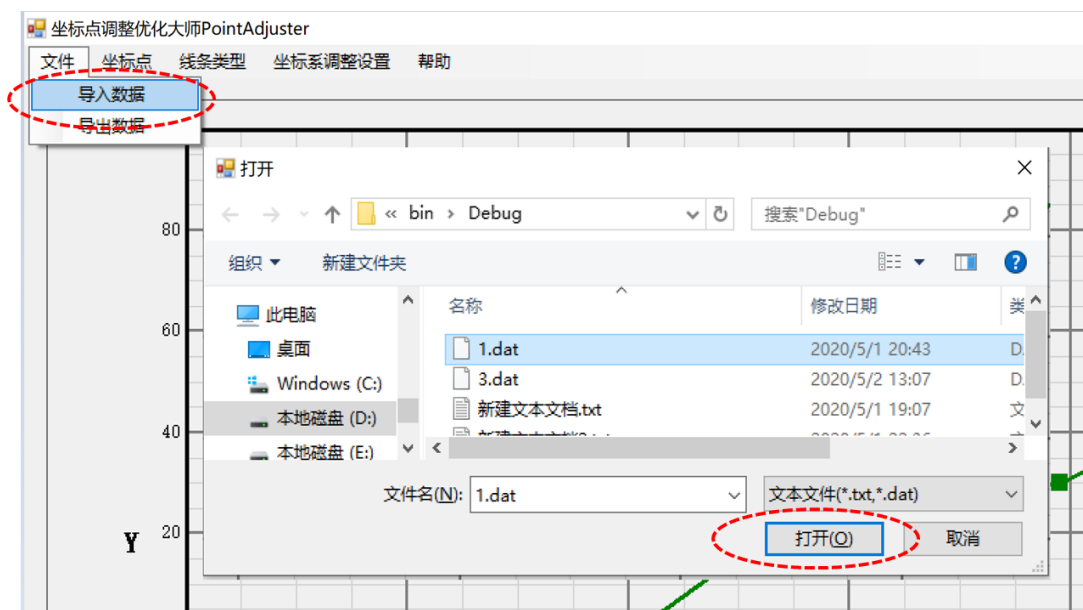 坐标点调整优化大师PointAdjuster
文件 坐标点 线条类型 坐标系调整设置 帮助
导入数据
导出数据
打开
« bin › Debug
搜索"Debug"
组织 新建文件夹
名称 修改日期 类
此电脑
桌面
Windows (C:)
本地磁盘 (D:)
本地磁盘 (E:)
1.dat 2020/5/1 20:43 D.
3.dat 2020/5/2 13:07 D.
新建文本文档.txt 2020/5/1 19:07 文
文件名(N): 1.dat 文本文件(*.txt,*.dat)
打开(O) 取消
80
60
40
20
Y